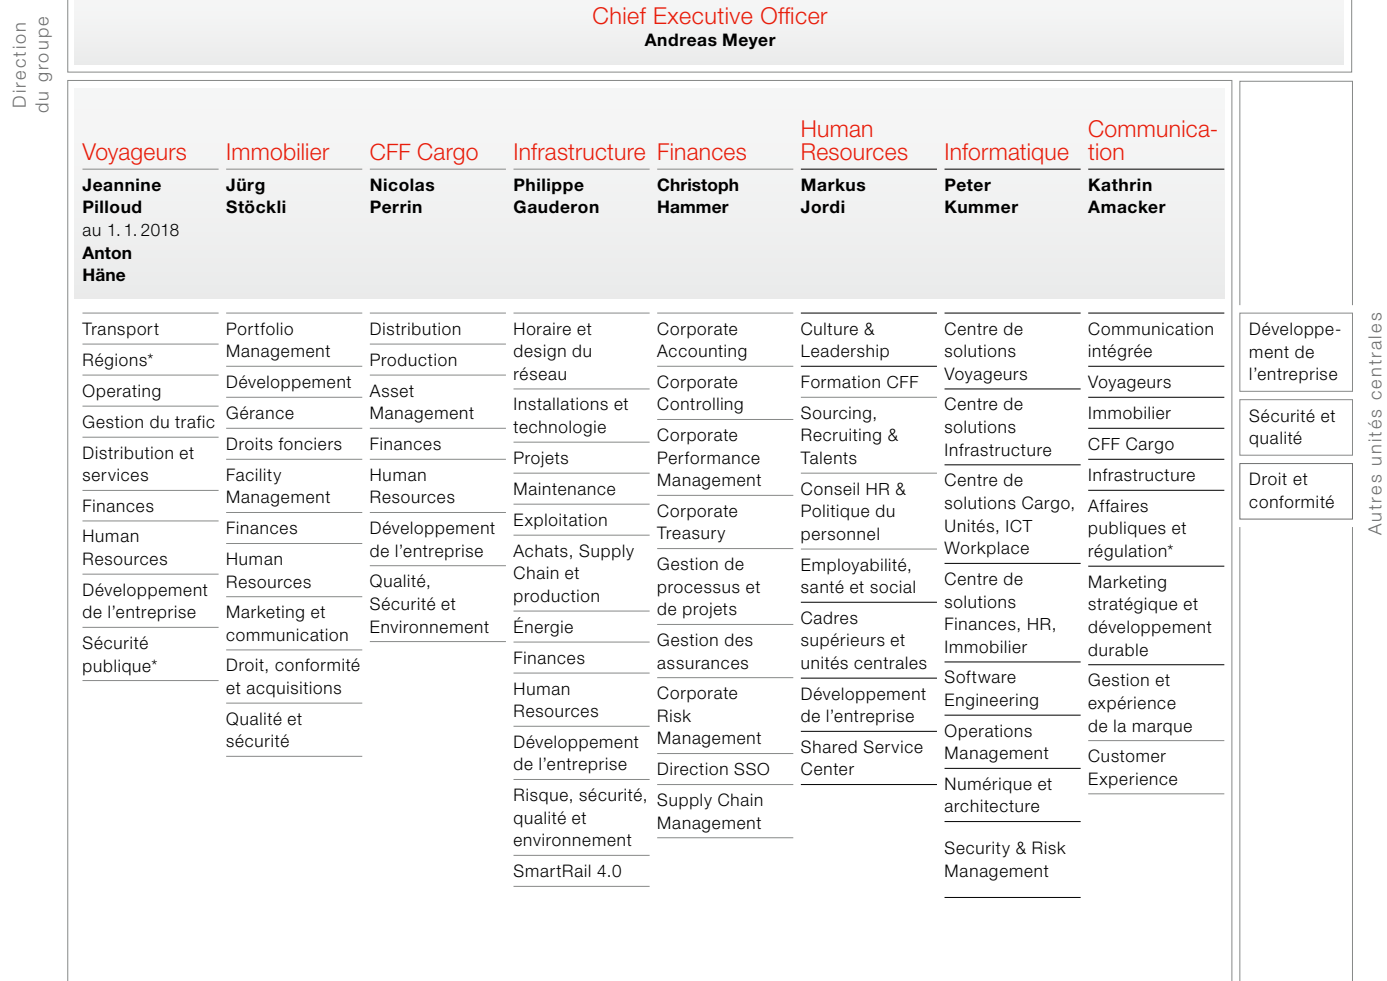 Direction
du groupe
Chief Executive Officer
Andreas Meyer
Voyageurs
Jeannine
Pilloud
au 1. 1. 2018
Anton
Häne
Transport
Régions*
Operating
Gestion du trafic
Distribution et
services
Finances
Human
Resources
Développement
de l'entreprise
Sécurité
publique*
Immobilier
Jürg
Stöckli
Portfolio
Management
Développement
Gérance
Droits fonciers
Facility
Management
Finances
Human
Resources
Marketing et
communication
Droit, conformité
et acquisitions
Qualité et
sécurité
CFF Cargo
Nicolas
Perrin
Distribution
Production
Asset
Management
Finances
Human
Resources
Développement
de l'entreprise
Qualité,
Sécurité et
Environnement
Infrastructure
Philippe
Gauderon
Horaire et
design du
réseau
Installations et
technologie
Projets
Maintenance
Exploitation
Achats, Supply
Chain et
production
Énergie
Finances
Human
Resources
Développement
de l'entreprise
Risque, sécurité,
qualité et
environnement
SmartRail 4.0
Finances
Christoph
Hammer
Corporate
Accounting
Corporate
Controlling
Corporate
Performance
Management
Corporate
Treasury
Gestion de
processus et
de projets
Gestion des
assurances
Corporate
Risk
Management
Direction SSO
Supply Chain
Management
Human
Resources
Markus
Jordi
Culture &
Leadership
Formation CFF
Sourcing,
Recruiting &
Talents
Conseil HR &
Politique du
personnel
Employabilité,
santé et social
Cadres
supérieurs et
unités centrales
Développement
de l'entreprise
Shared Service
Center
Informatique
Peter
Kummer
Centre de
solutions
Voyageurs
Centre de
solutions
Infrastructure
Centre de
solutions Cargo,
Unités, ICT
Workplace
Centre de
solutions
Finances, HR,
Immobilier
Software
Engineering
Operations
Management
Numérique et
architecture
Security & Risk
Management
Communica-
tion
Kathrin
Amacker
Communication
intégrée
Voyageurs
Immobilier
CFF Cargo
Infrastructure
Affaires
publiques et
régulation*
Marketing
stratégique et
développement
durable
Gestion et
expérience
de la marque
Customer
Experience
Développe-
ment de
l'entreprise
Sécurité et
qualité
Droit et
conformité
Autres unités centrales